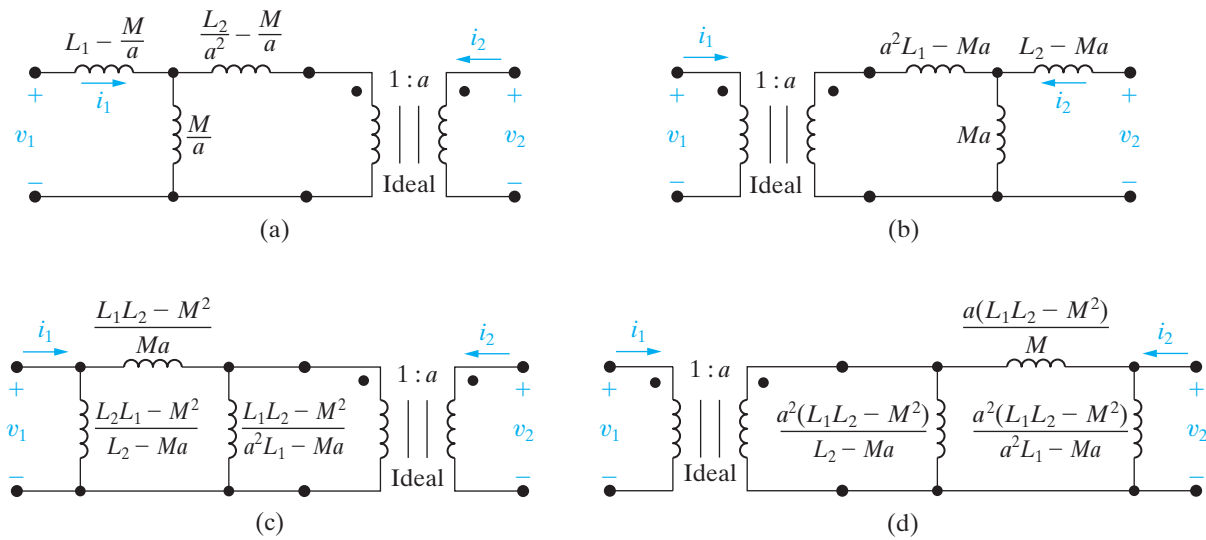 L₁ − M/a
L₂/a² − M/a
i₁
i₂
1 : a
+
v₁
−
M/a
Ideal
+
v₂
−
(a)
i₁
a²L₁ − Ma
L₂ − Ma
i₂
1 : a
+
v₁
−
Ideal
Ma
+
v₂
−
(b)
i₁
(L₁L₂ − M²)/Ma
i₂
1 : a
+
v₁
−
(L₂L₁ − M²)/(L₂ − Ma)
(L₁L₂ − M²)/(a²L₁ − Ma)
Ideal
+
v₂
−
(c)
i₁
a(L₁L₂ − M²)/M
i₂
1 : a
+
v₁
−
Ideal
a²(L₁L₂ − M²)/(L₂ − Ma)
a²(L₁L₂ − M²)/(a²L₁ − Ma)
+
v₂
−
(d)